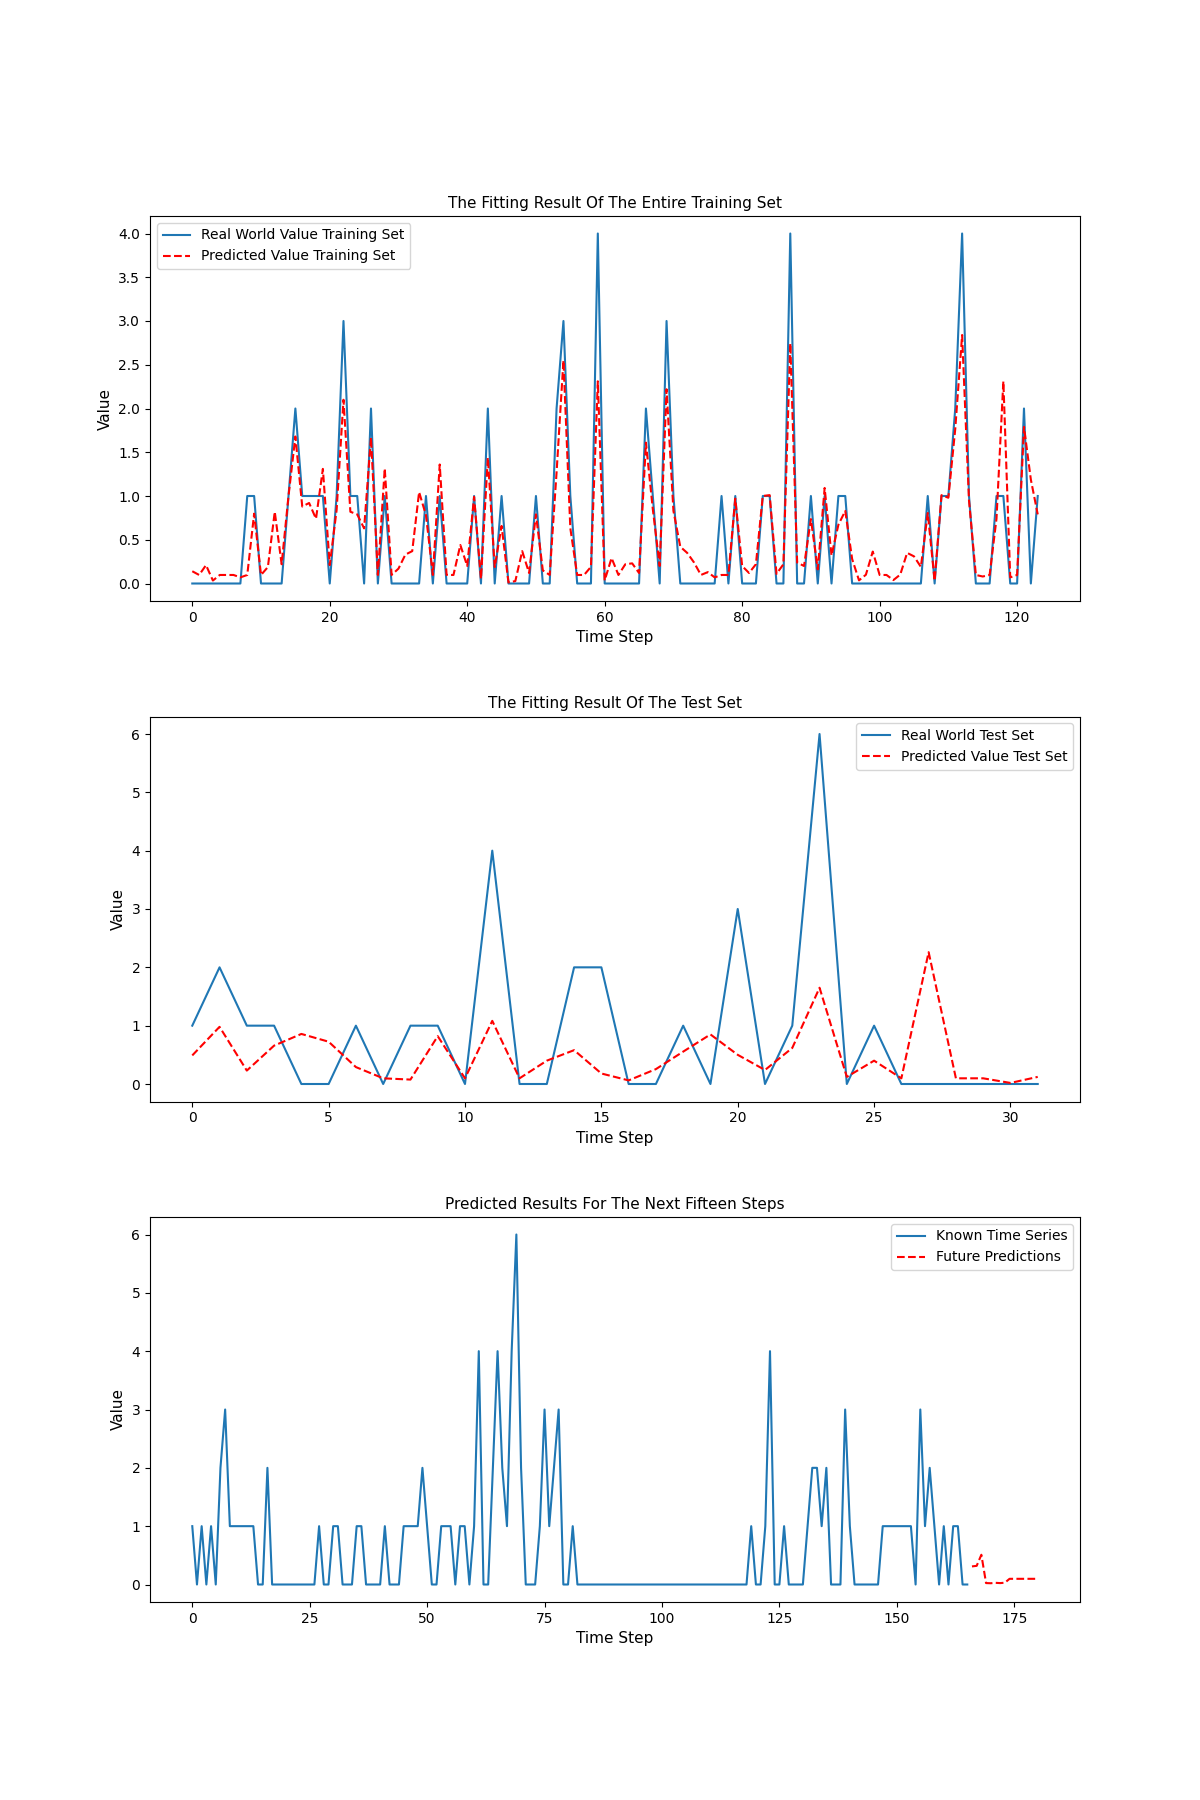 The Fitting Result Of The Entire Training Set
Real World Value Training Set
Predicted Value Training Set
4.0
3.5
3.0
2.5
2.0
1.5
1.0
0.5
0.0
Value
0 20 40 60 80 100 120
Time Step
The Fitting Result Of The Test Set
Real World Test Set
Predicted Value Test Set
6
5
4
3
2
1
0
Value
0 5 10 15 20 25 30
Time Step
Predicted Results For The Next Fifteen Steps
Known Time Series
Future Predictions
6
5
4
3
2
1
0
Value
0 25 50 75 100 125 150 175
Time Step